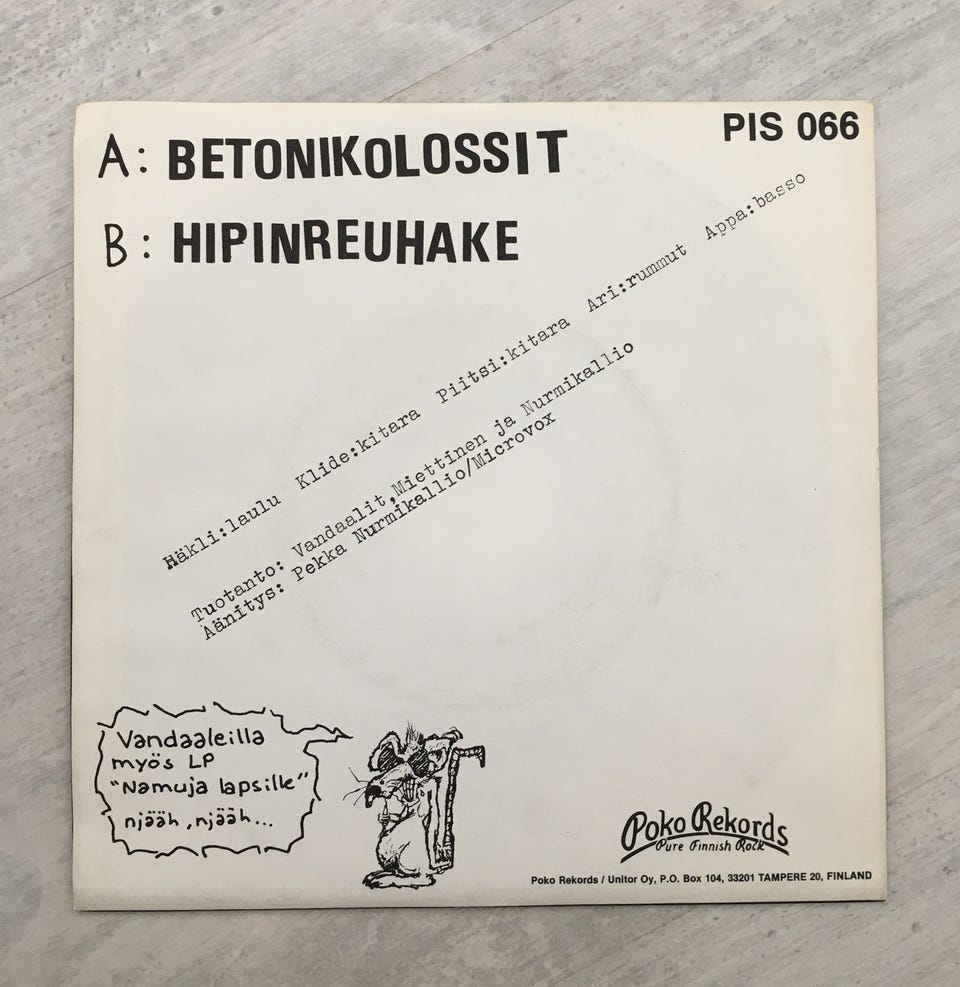 A: BETONIKOLOSSIT
PIS 066
B: HIPINREUHAKE
Häkli:laulu Klide:kitara Piitsi:kitara Ari:rummut Appa:basso
Tuotanto: Vandaalit,Miettinen ja Nurmikallio
Äänitys: Pekka Nurmikallio/Microvox
Vandaaleilla
myös LP
"Namuja lapsille"
njääh, njääh...
Poko Rekords
Pure Finnish Rock
Poko Rekords / Unitor Oy, P.O. Box 104, 33201 TAMPERE 20, FINLAND